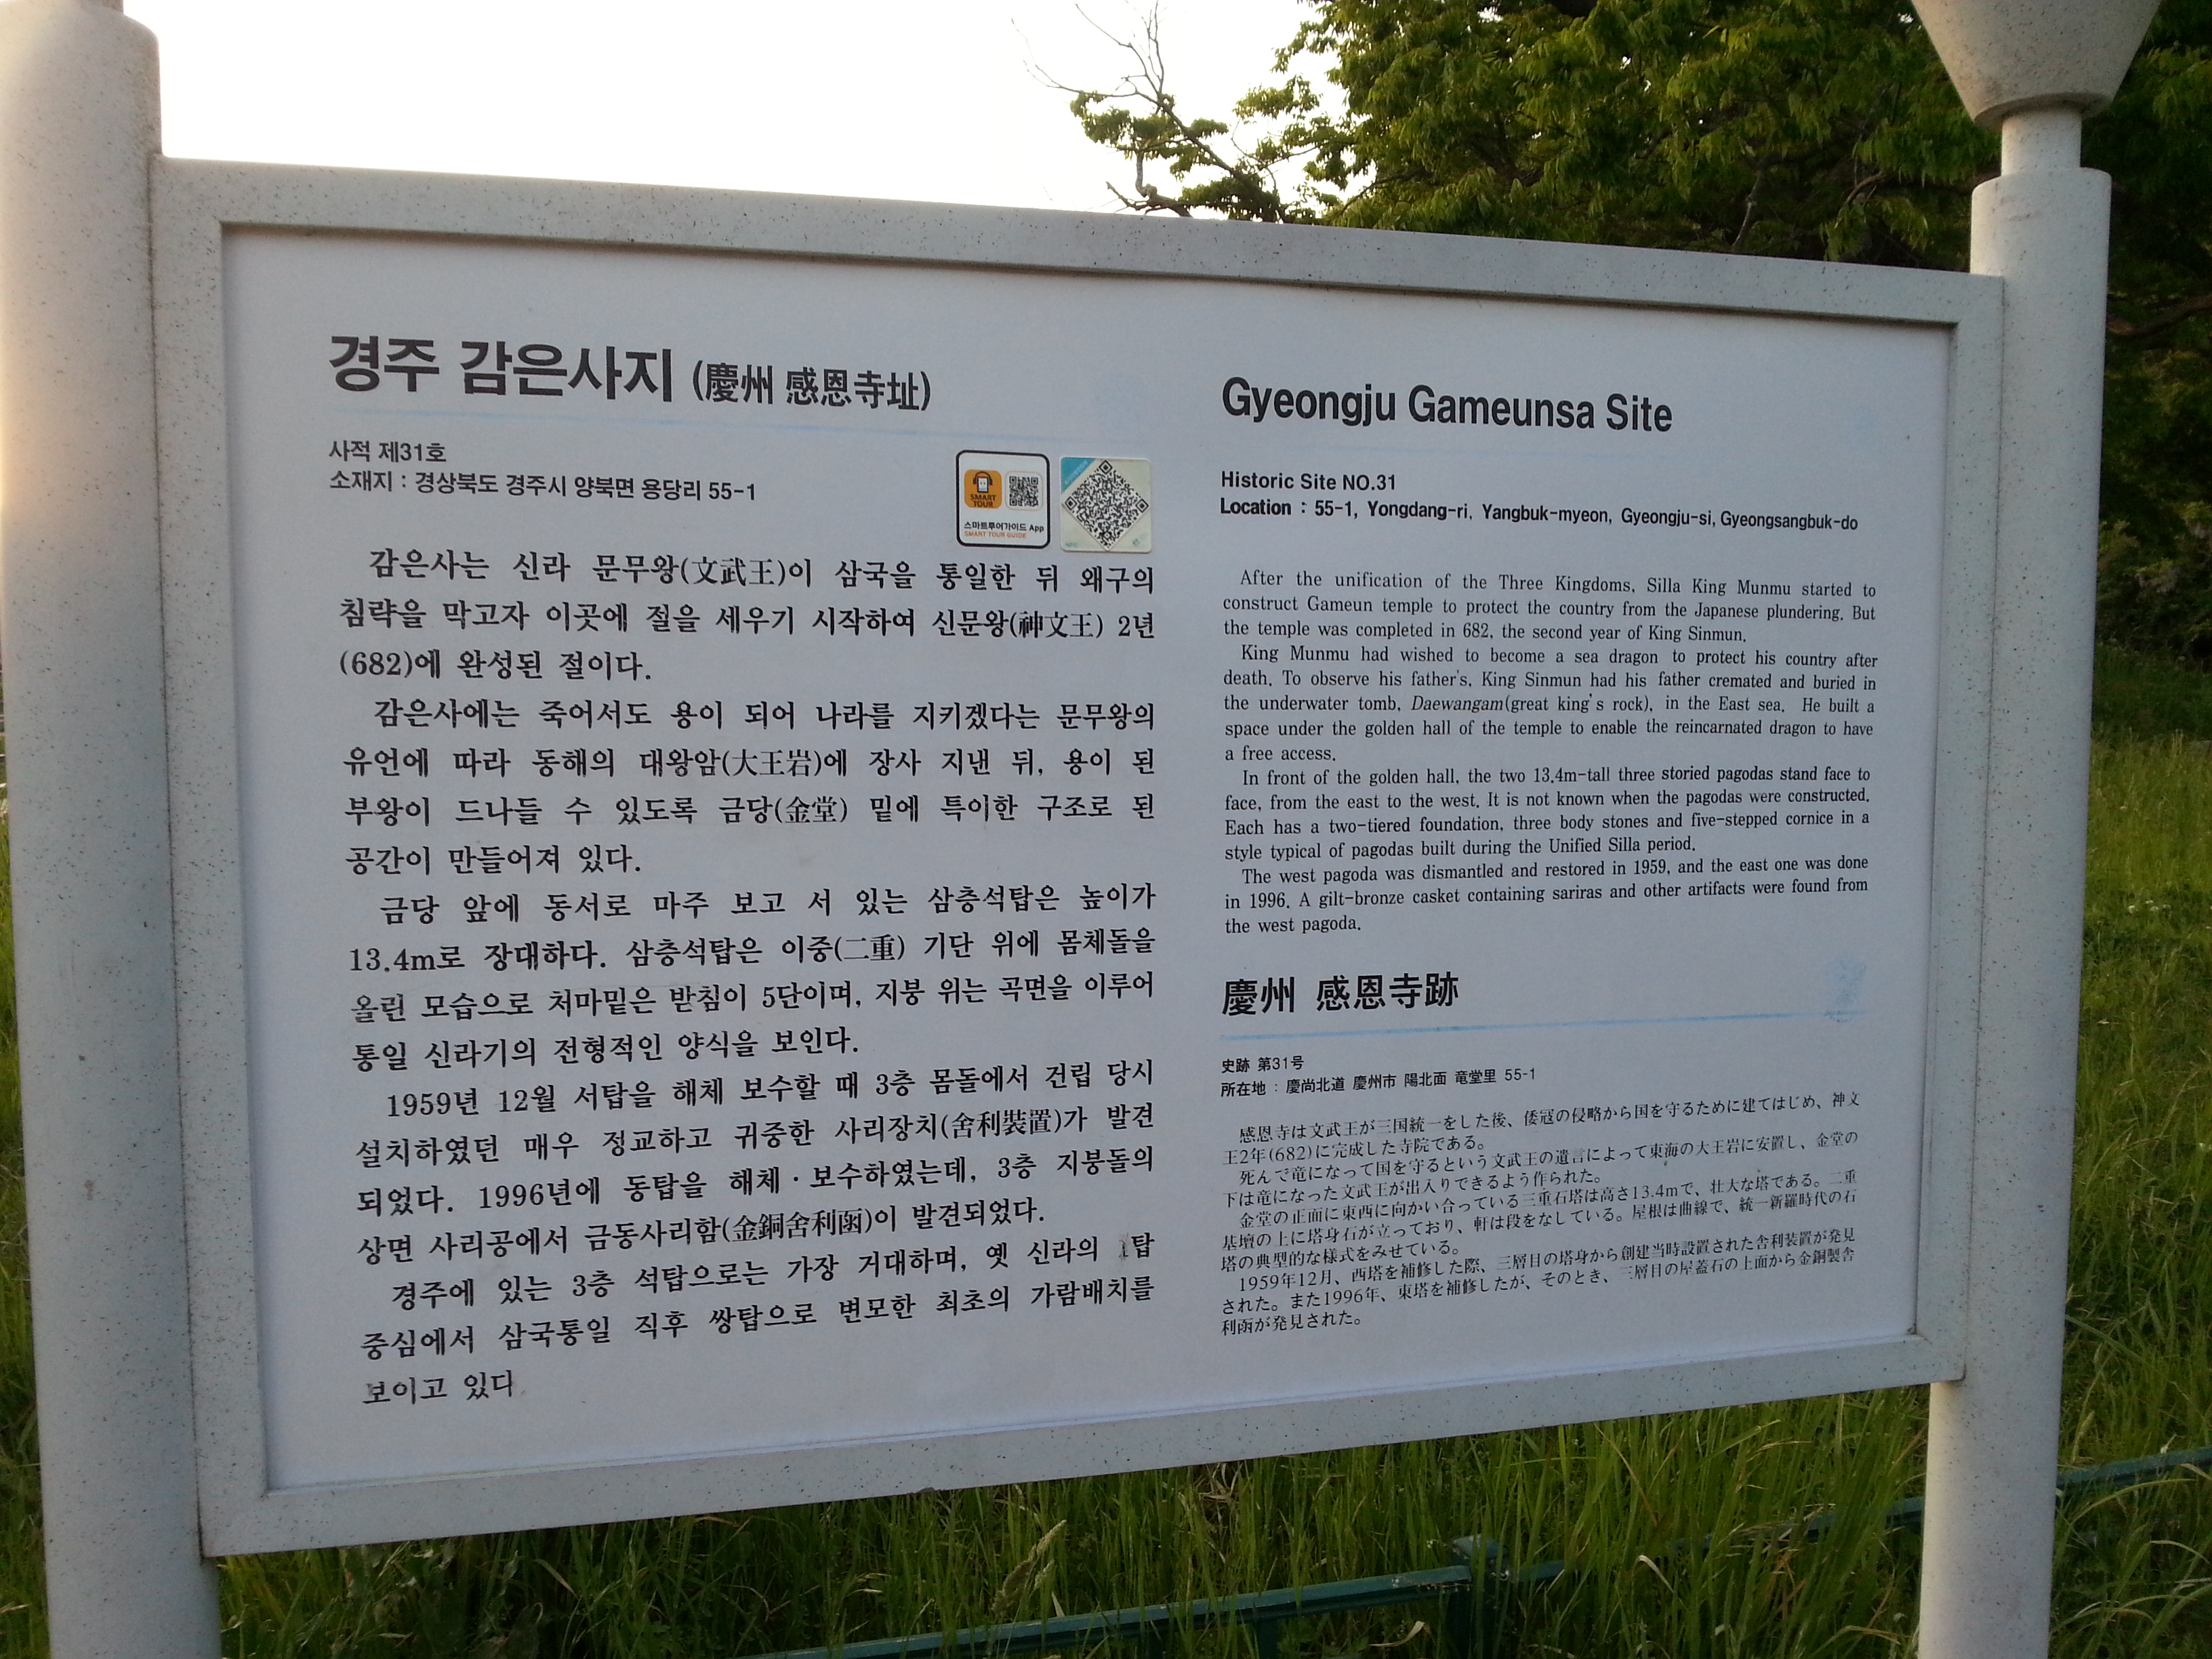 경주 감은사지 (慶州 感恩寺址)
사적 제31호
소재지 : 경상북도 경주시 양북면 용당리 55-1
SMART
TOUR
스마트투어가이드 App
SMART TOUR GUIDE
감은사는 신라 문무왕(文武王)이 삼국을 통일한 뒤 왜구의
침략을 막고자 이곳에 절을 세우기 시작하여 신문왕(神文王) 2년
(682)에 완성된 절이다.
감은사에는 죽어서도 용이 되어 나라를 지키겠다는 문무왕의
유언에 따라 동해의 대왕암(大王岩)에 장사 지낸 뒤, 용이 된
부왕이 드나들 수 있도록 금당(金堂) 밑에 특이한 구조로 된
공간이 만들어져 있다.
금당 앞에 동서로 마주 보고 서 있는 삼층석탑은 높이가
13.4m로 장대하다. 삼층석탑은 이중(二重) 기단 위에 몸체돌을
올린 모습으로 처마밑은 받침이 5단이며, 지붕 위는 곡면을 이루어
통일 신라기의 전형적인 양식을 보인다.
1959년 12월 서탑을 해체 보수할 때 3층 몸돌에서 건립 당시
설치하였던 매우 정교하고 귀중한 사리장치(舍利裝置)가 발견
되었다. 1996년에 동탑을 해체·보수하였는데, 3층 지붕돌의
상면 사리공에서 금동사리함(金銅舍利函)이 발견되었다.
경주에 있는 3층 석탑으로는 가장 거대하며, 옛 신라의 1탑
중심에서 삼국통일 직후 쌍탑으로 변모한 최초의 가람배치를
보이고 있다
Gyeongju Gameunsa Site
Historic Site NO.31
Location : 55-1, Yongdang-ri, Yangbuk-myeon, Gyeongju-si, Gyeongsangbuk-do
After the unification of the Three Kingdoms, Silla King Munmu started to
construct Gameun temple to protect the country from the Japanese plundering. But
the temple was completed in 682, the second year of King Sinmun.
King Munmu had wished to become a sea dragon to protect his country after
death. To observe his father's, King Sinmun had his father cremated and buried in
the underwater tomb, Daewangam(great king's rock), in the East sea. He built a
space under the golden hall of the temple to enable the reincarnated dragon to have
a free access.
In front of the golden hall, the two 13.4m-tall three storied pagodas stand face to
face, from the east to the west. It is not known when the pagodas were constructed.
Each has a two-tiered foundation, three body stones and five-stepped cornice in a
style typical of pagodas built during the Unified Silla period.
The west pagoda was dismantled and restored in 1959, and the east one was done
in 1996. A gilt-bronze casket containing sariras and other artifacts were found from
the west pagoda.
慶州 感恩寺跡
史跡 第31号
所在地 : 慶尚北道 慶州市 陽北面 竜堂里 55-1
感恩寺は文武王が三国統一をした後、倭寇の侵略から国を守るために建てはじめ、神文
王2年(682)に完成した寺院である。
死んで竜になって国を守るという文武王の遺言によって東海の大王岩に安置し、金堂の
下は竜になった文武王が出入りできるよう作られた。
金堂の正面に東西に向かい合っている三重石塔は高さ13.4mで、壮大な塔である。二重
基壇の上に塔身石が立っており、軒は段をなしている。屋根は曲線で、統一新羅時代の石
塔の典型的な様式をみせている。
1959年12月、西塔を補修した際、三層目の塔身から創建当時設置された舎利装置が発見
された。また1996年、東塔を補修したが、そのとき、三層目の屋蓋石の上面から金銅製舎
利函が発見された。